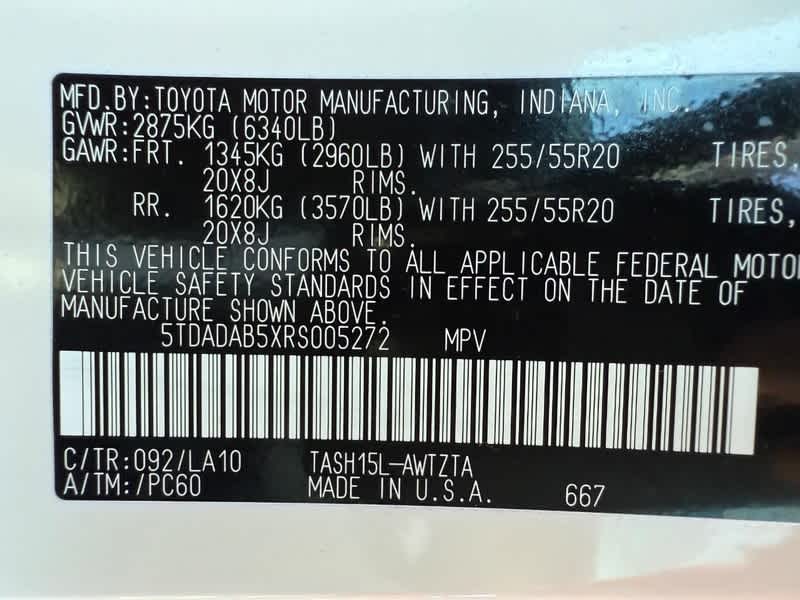 MFD.BY:TOYOTA MOTOR MANUFACTURING, INDIANA, INC.
GVWR:2875KG (6340LB)
GAWR:FRT. 1345KG (2960LB) WITH 255/55R20 TIRES,
20X8J RIMS.
RR. 1620KG (3570LB) WITH 255/55R20 TIRES,
20X8J RIMS.
THIS VEHICLE CONFORMS TO ALL APPLICABLE FEDERAL MOTO
VEHICLE SAFETY STANDARDS IN EFFECT ON THE DATE OF
MANUFACTURE SHOWN ABOVE.
5TDADAB5XRS005272 MPV
C/TR:092/LA10 TASH15L-AWTZTA
A/TM:/PC60 MADE IN U.S.A. 667